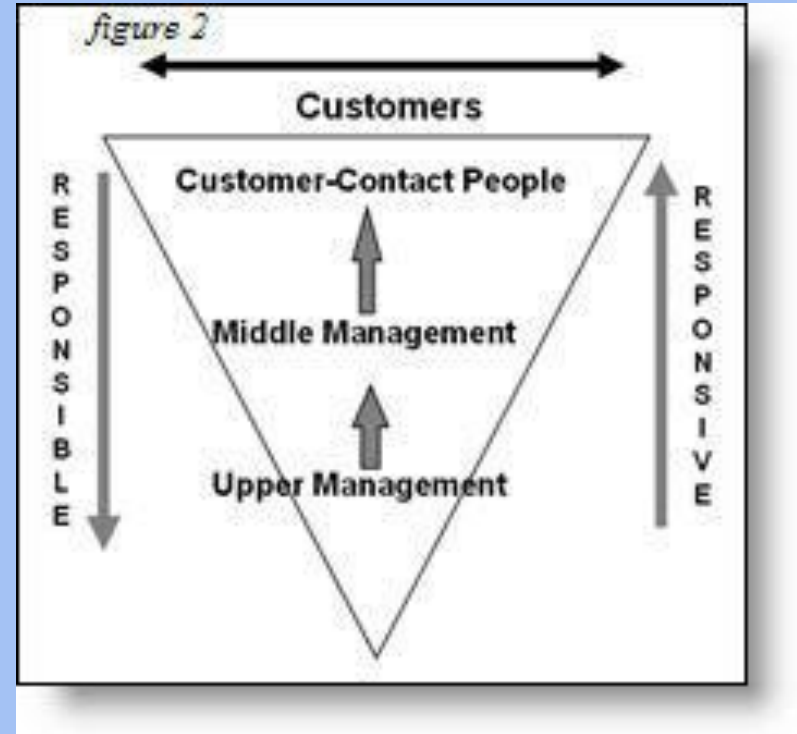 figure 2
Customers
Customer-Contact People
Middle Management
Upper Management
RESPONSIBLE
RESPONSIVE